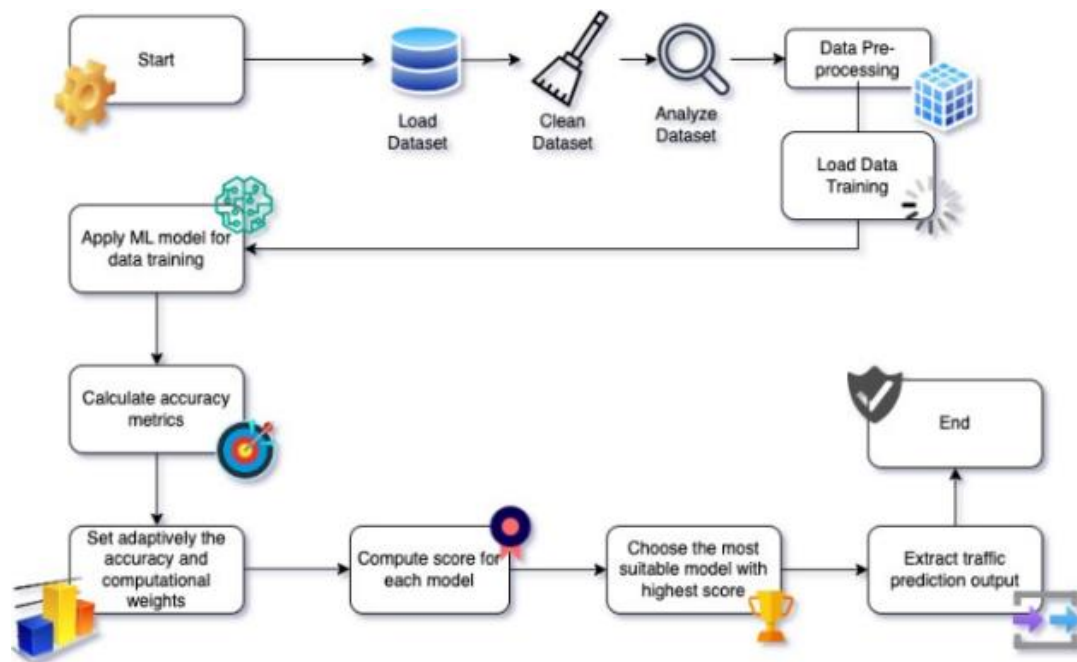 Start
Load
Dataset
Clean
Dataset
Analyze
Dataset
Data Pre-
processing
Load Data
Training
Apply ML model for
data training
Calculate accuracy
metrics
Set adaptively the
accuracy and
computational
weights
Compute score for
each model
Choose the most
suitable model with
highest score
Extract traffic
prediction output
End